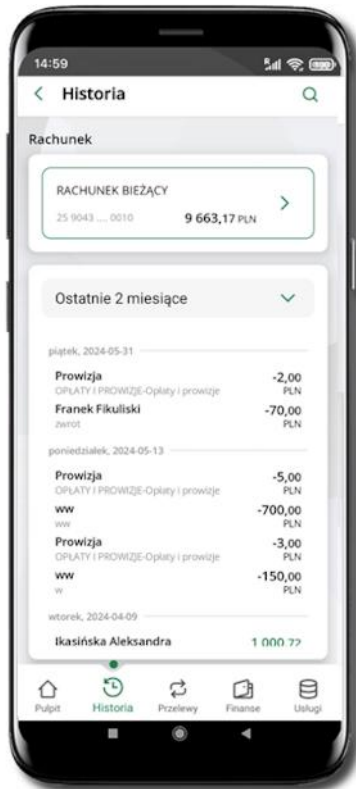 14:59
Historia
Rachunek
RACHUNEK BIEŻĄCY
25 9043 .... 0010 9 663,17 PLN
Ostatnie 2 miesiące
piątek, 2024-05-31
Prowizja -2,00
OPŁATY I PROWIZJE-Opłaty i prowizje PLN
Franek Fikuliski -70,00
zwrot PLN
poniedziałek, 2024-05-13
Prowizja -5,00
OPŁATY I PROWIZJE-Opłaty i prowizje PLN
ww -700,00
ww PLN
Prowizja -3,00
OPŁATY I PROWIZJE-Opłaty i prowizje PLN
ww -150,00
w PLN
wtorek, 2024-04-09
Ikasińska Aleksandra 1 000,72
Pulpit Historia Przelewy Finanse Usługi